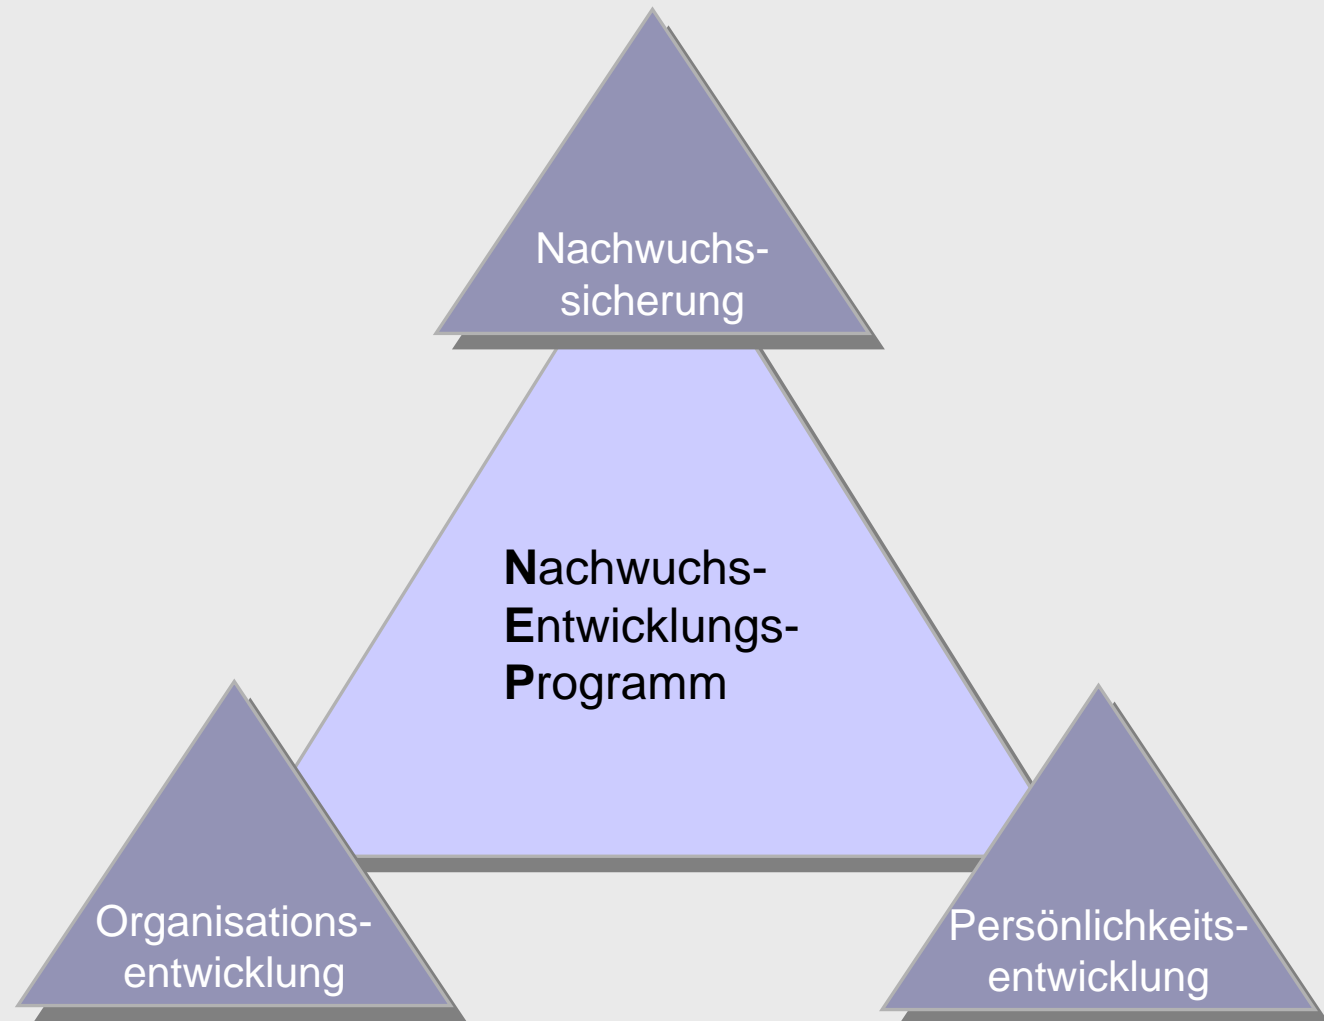 Nachwuchs-
sicherung
Nachwuchs-
Entwicklungs-
Programm
Organisations-
entwicklung
Persönlichkeits-
entwicklung